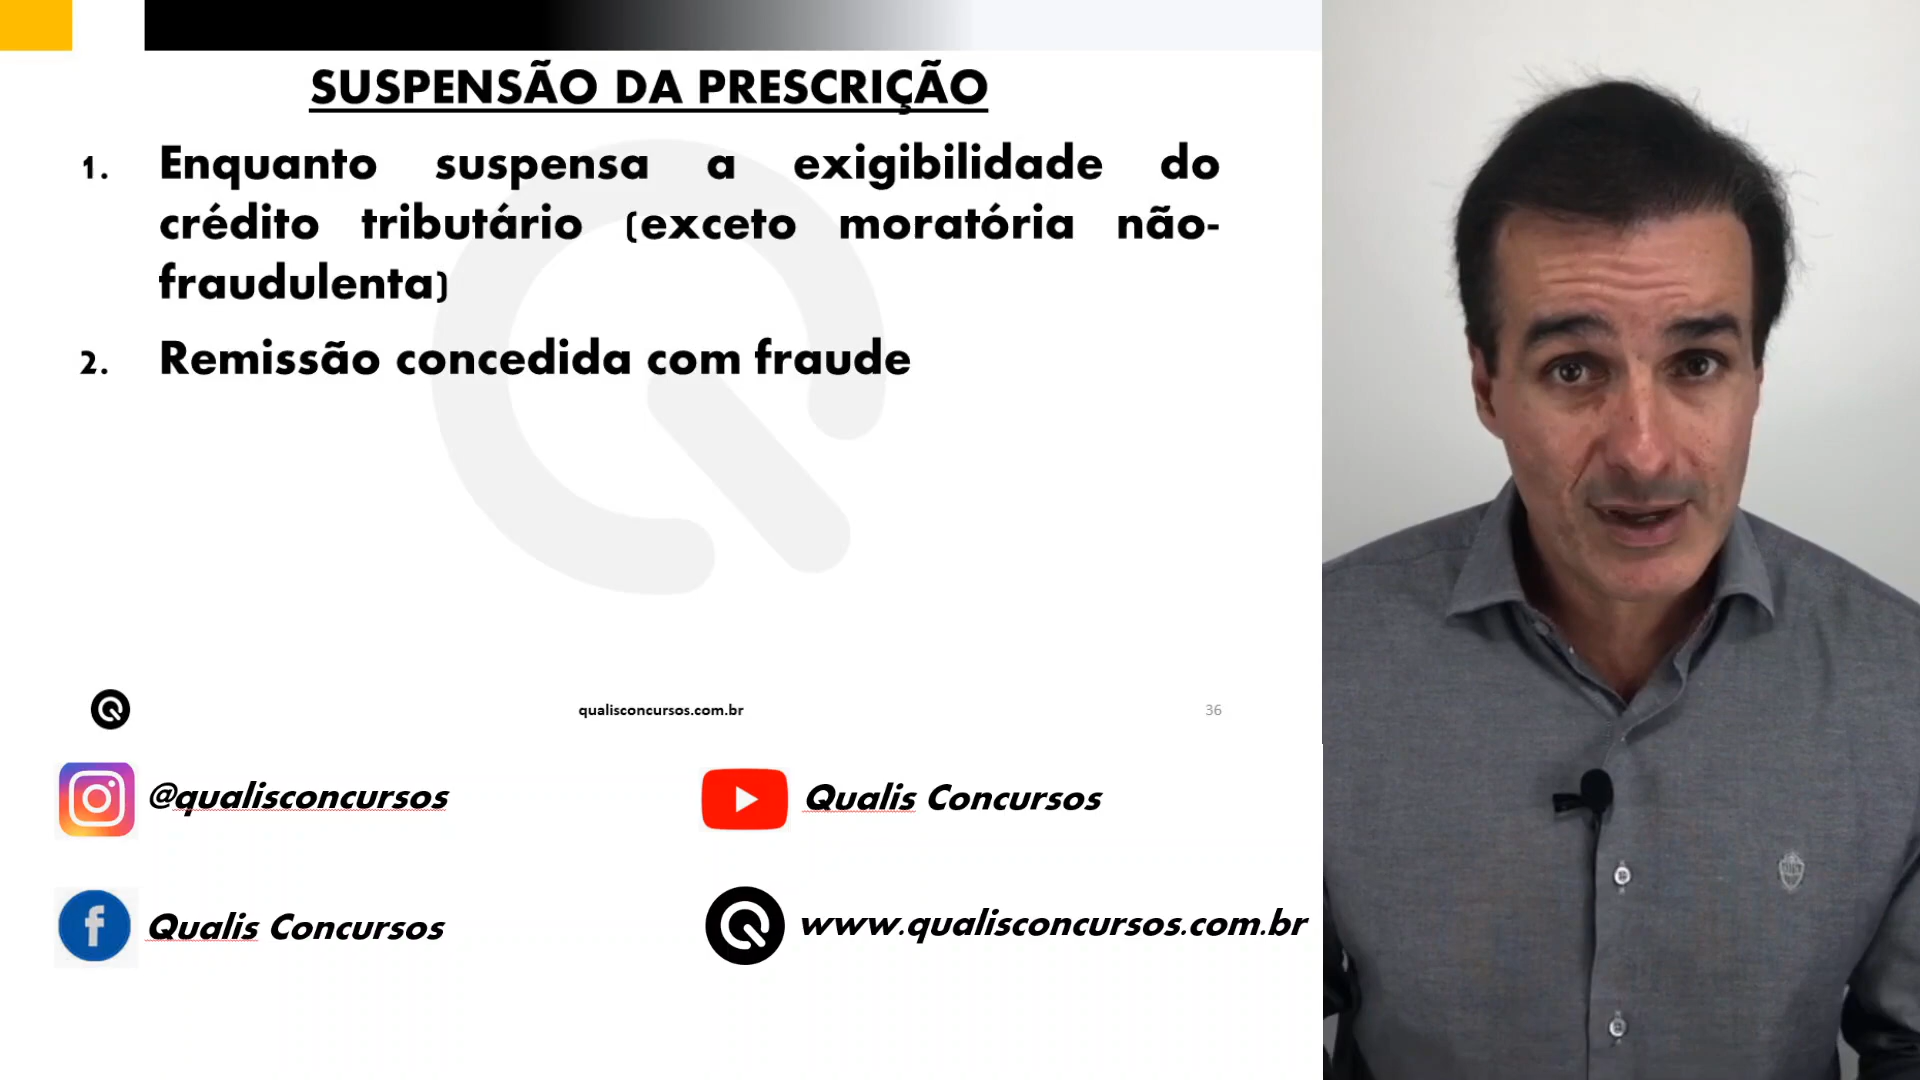 SUSPENSÃO DA PRESCRIÇÃO
1. Enquanto suspensa a exigibilidade do
crédito tributário (exceto moratória não-
fraudulenta)
2. Remissão concedida com fraude
qualisconcursos.com.br
36
@qualisconcursos
Qualis Concursos
Qualis Concursos
www.qualisconcursos.com.br